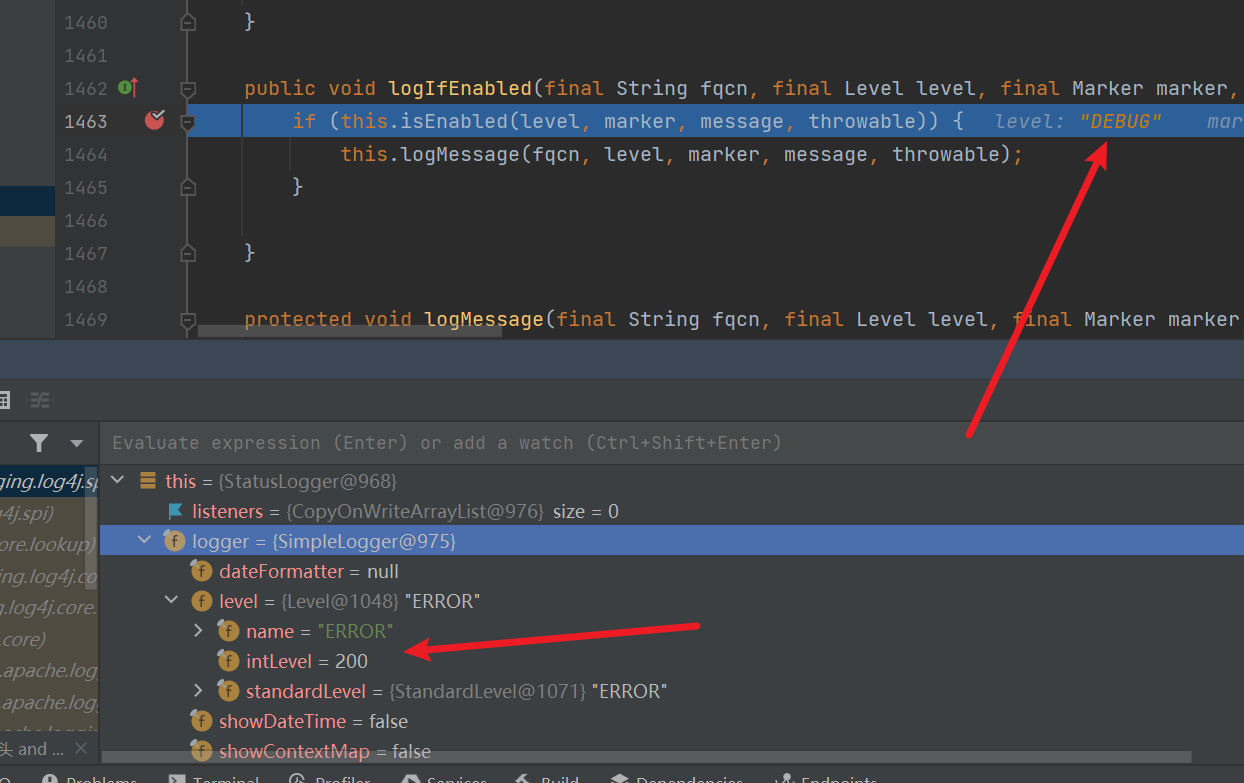 1460 }
1461
1462 public void logIfEnabled(final String fqcn, final Level level, final Marker marker,
1463 if (this.isEnabled(level, marker, message, throwable)) { level: "DEBUG" mar
1464 this.logMessage(fqcn, level, marker, message, throwable);
1465 }
1466
1467 }
1468
1469 protected void logMessage(final String fqcn, final Level level, final Marker marker
Evaluate expression (Enter) or add a watch (Ctrl+Shift+Enter)
ging.log4j.sp
this = {StatusLogger@968}
g4j.spi)
listeners = {CopyOnWriteArrayList@976} size = 0
ore.lookup)
logger = {SimpleLogger@975}
ing.log4j.co
dateFormatter = null
g.log4j.core.
level = {Level@1048} "ERROR"
core)
name = "ERROR"
.apache.log
intLevel = 200
.apache.log
standardLevel = {StandardLevel@1071} "ERROR"
showDateTime = false
头 and ...
showContextMap = false
Problems Terminal Profiler Services Build Dependencies Endpoints